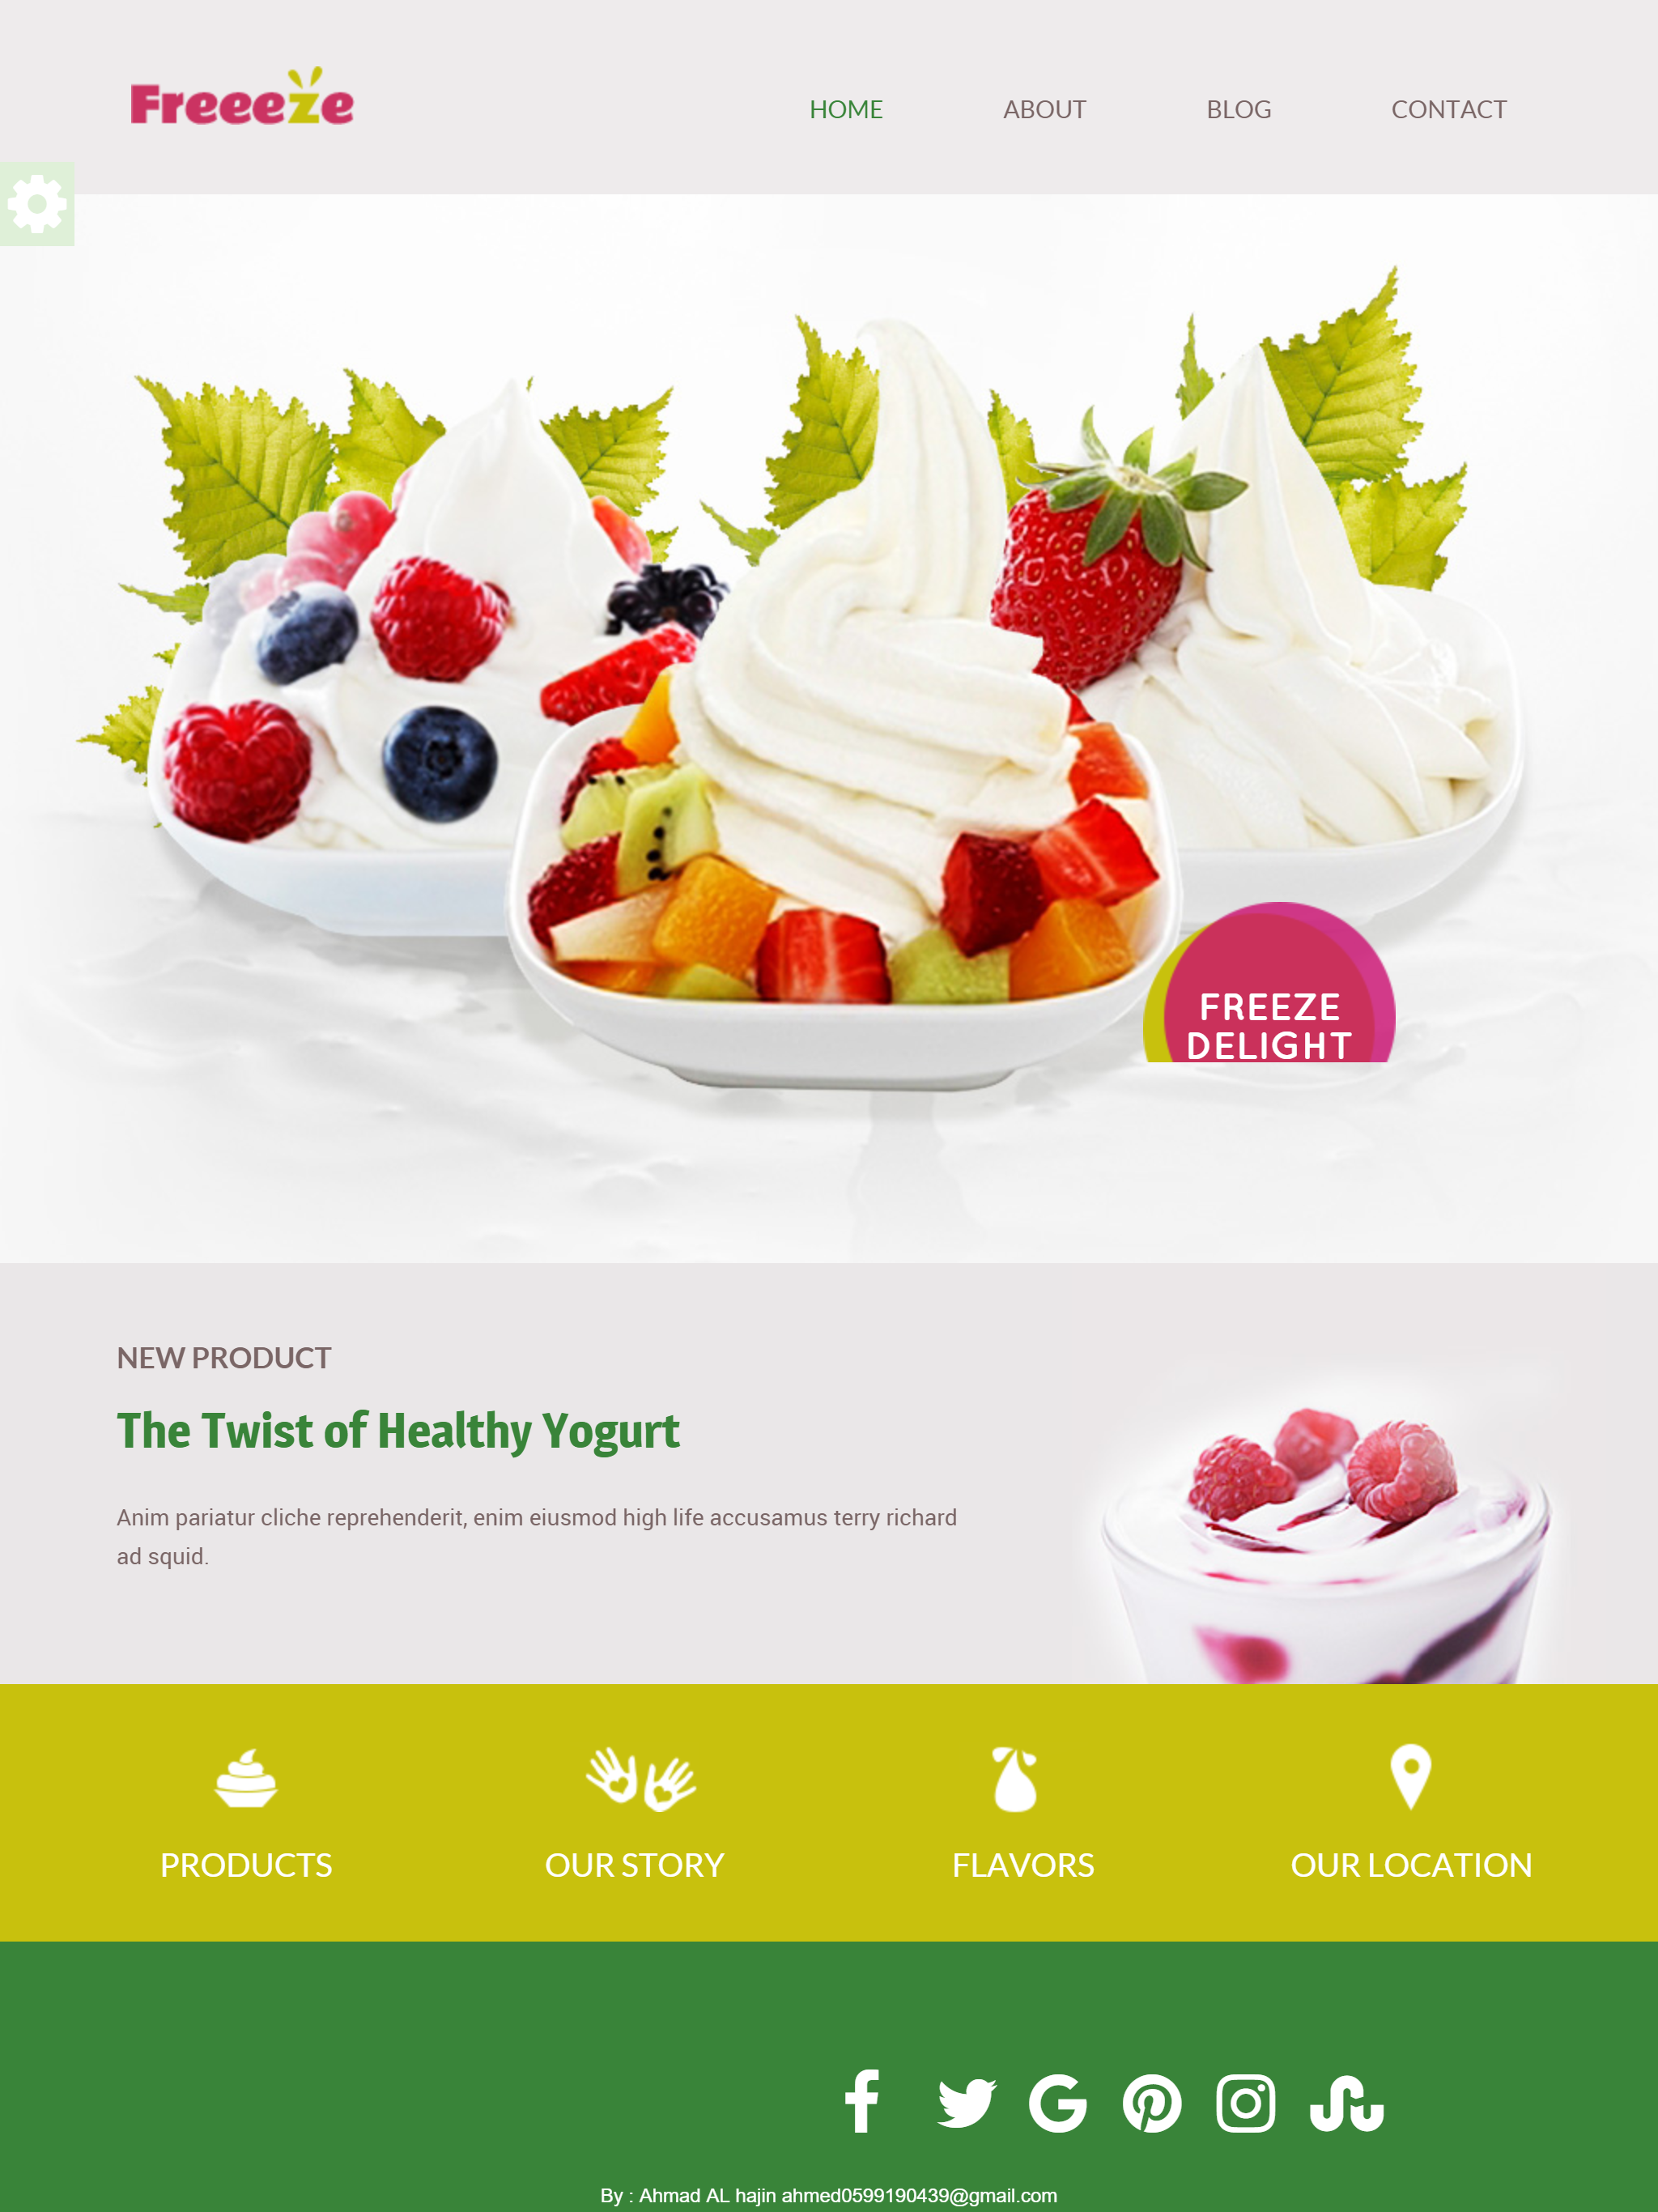 Freeeze
HOME ABOUT BLOG CONTACT
FREEZE
DELIGHT
NEW PRODUCT
The Twist of Healthy Yogurt
Anim pariatur cliche reprehenderit, enim eiusmod high life accusamus terry richard
ad squid.
PRODUCTS OUR STORY FLAVORS OUR LOCATION
By : Ahmad AL hajin ahmed0599190439@gmail.com